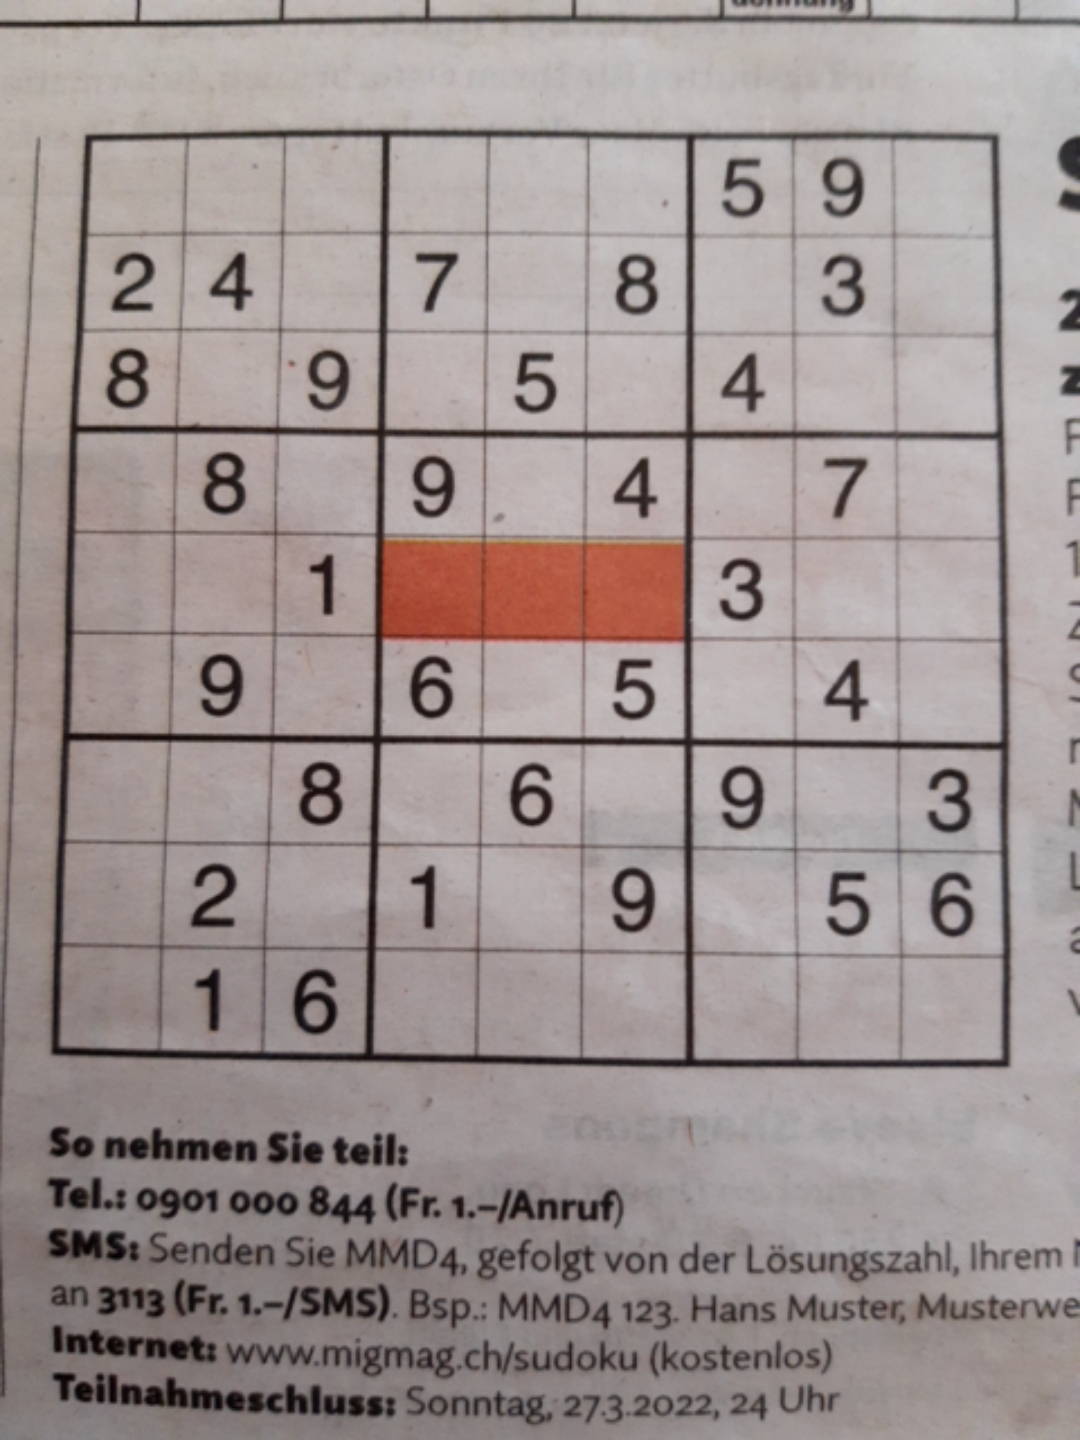 5 9
2 4 7 8 3
8 9 5 4
8 9 4 7
1 3
9 6 5 4
8 6 9 3
2 1 9 5 6
1 6
So nehmen Sie teil:
Tel.: 0901 000 844 (Fr. 1.–/Anruf)
SMS: Senden Sie MMD4, gefolgt von der Lösungszahl, Ihrem
an 3113 (Fr. 1.–/SMS). Bsp.: MMD4 123. Hans Muster, Musterwe
Internet: www.migmag.ch/sudoku (kostenlos)
Teilnahmeschluss: Sonntag, 27.3.2022, 24 Uhr